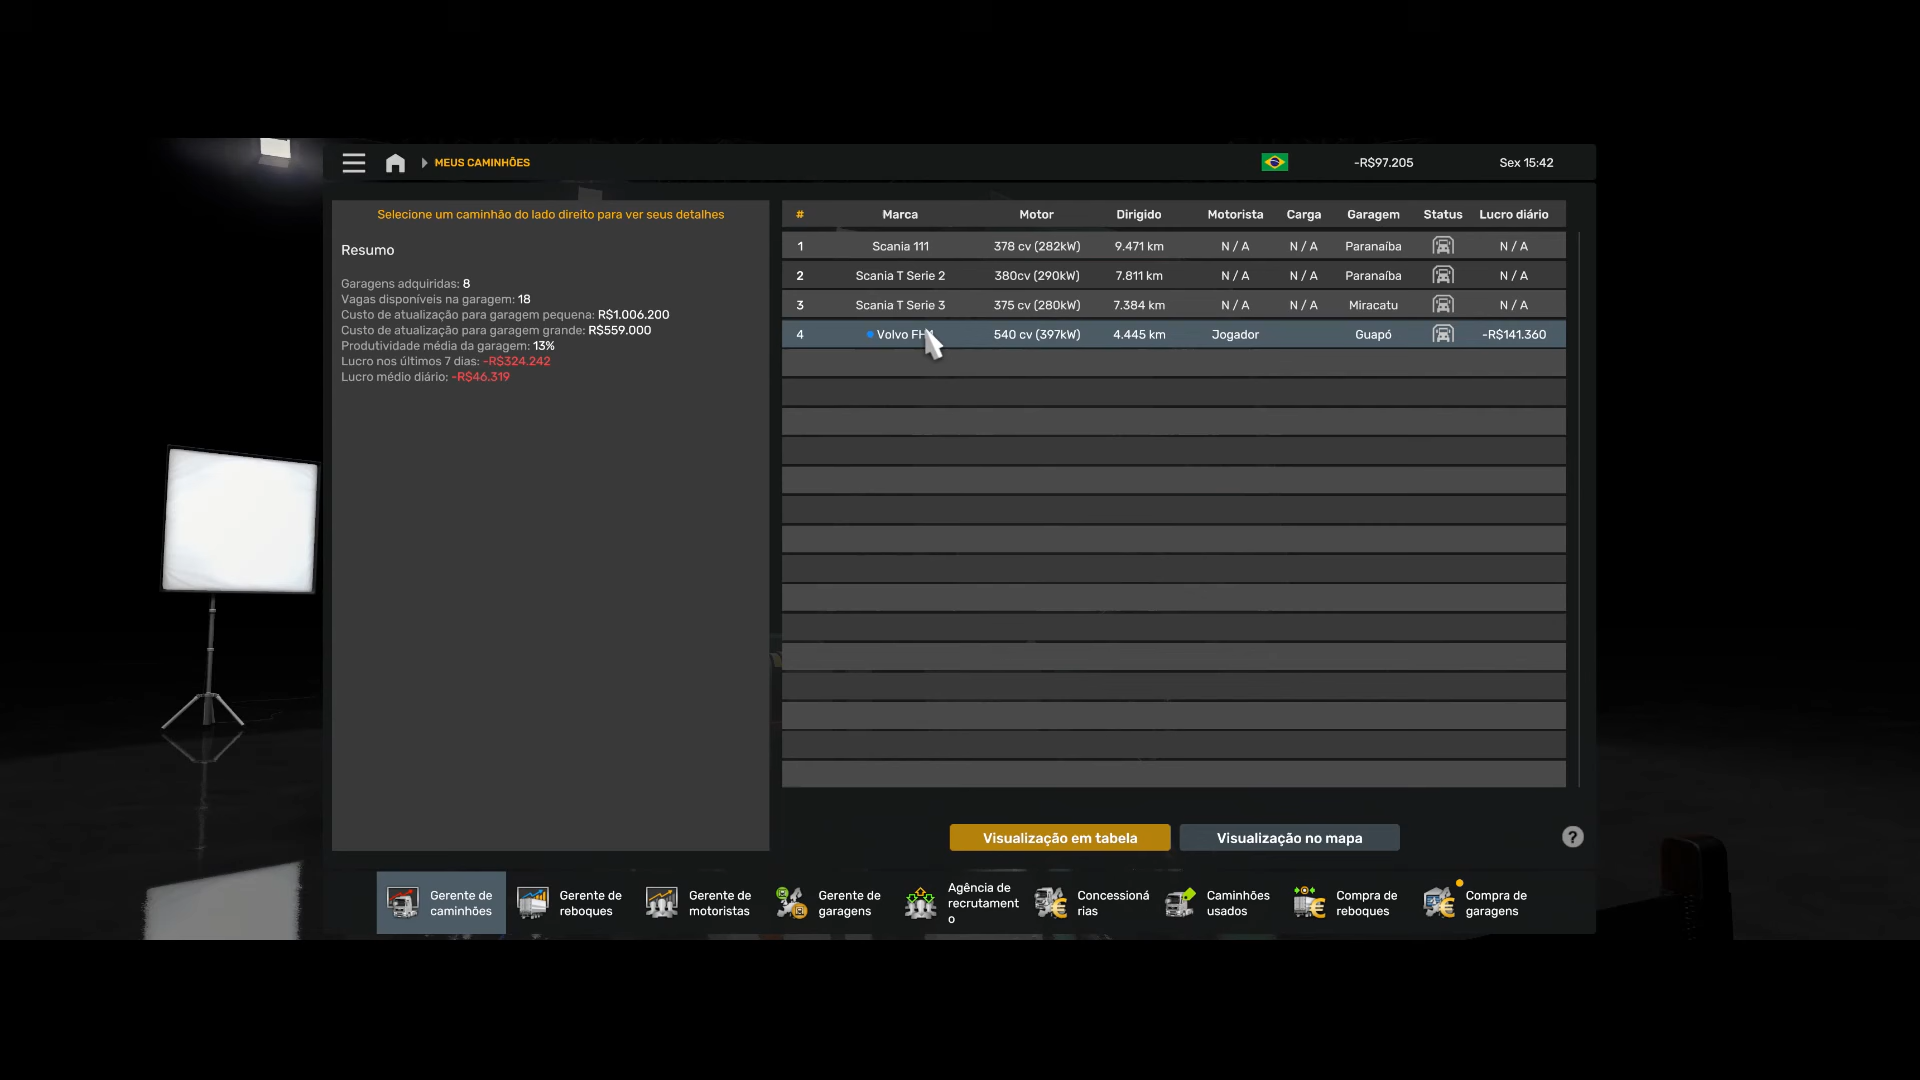 MEUS CAMINHÕES
-R$97.205
Sex 15:42
Selecione um caminhão do lado direito para ver seus detalhes
Resumo
Garagens adquiridas: 8
Vagas disponíveis na garagem: 18
Custo de atualização para garagem pequena: R$1.006.200
Custo de atualização para garagem grande: R$559.000
Produtividade média da garagem: 13%
Lucro nos últimos 7 dias: -R$324.242
Lucro médio diário: -R$46.319
# Marca Motor Dirigido Motorista Carga Garagem Status Lucro diário
1 Scania 111 378 cv (282kW) 9.471 km N / A N / A Paranaíba N / A
2 Scania T Serie 2 380cv (290kW) 7.811 km N / A N / A Paranaíba N / A
3 Scania T Serie 3 375 cv (280kW) 7.384 km N / A N / A Miracatu N / A
4 Volvo 540 cv (397kW) 4.445 km Jogador Guapó -R$141.360
Visualização em tabela
Visualização no mapa
?
Gerente de
caminhões
Gerente de
reboques
Gerente de
motoristas
Gerente de
garagens
Agência de
recrutament
o
Concessioná
rias
Caminhões
usados
Compra de
reboques
Compra de
garagens